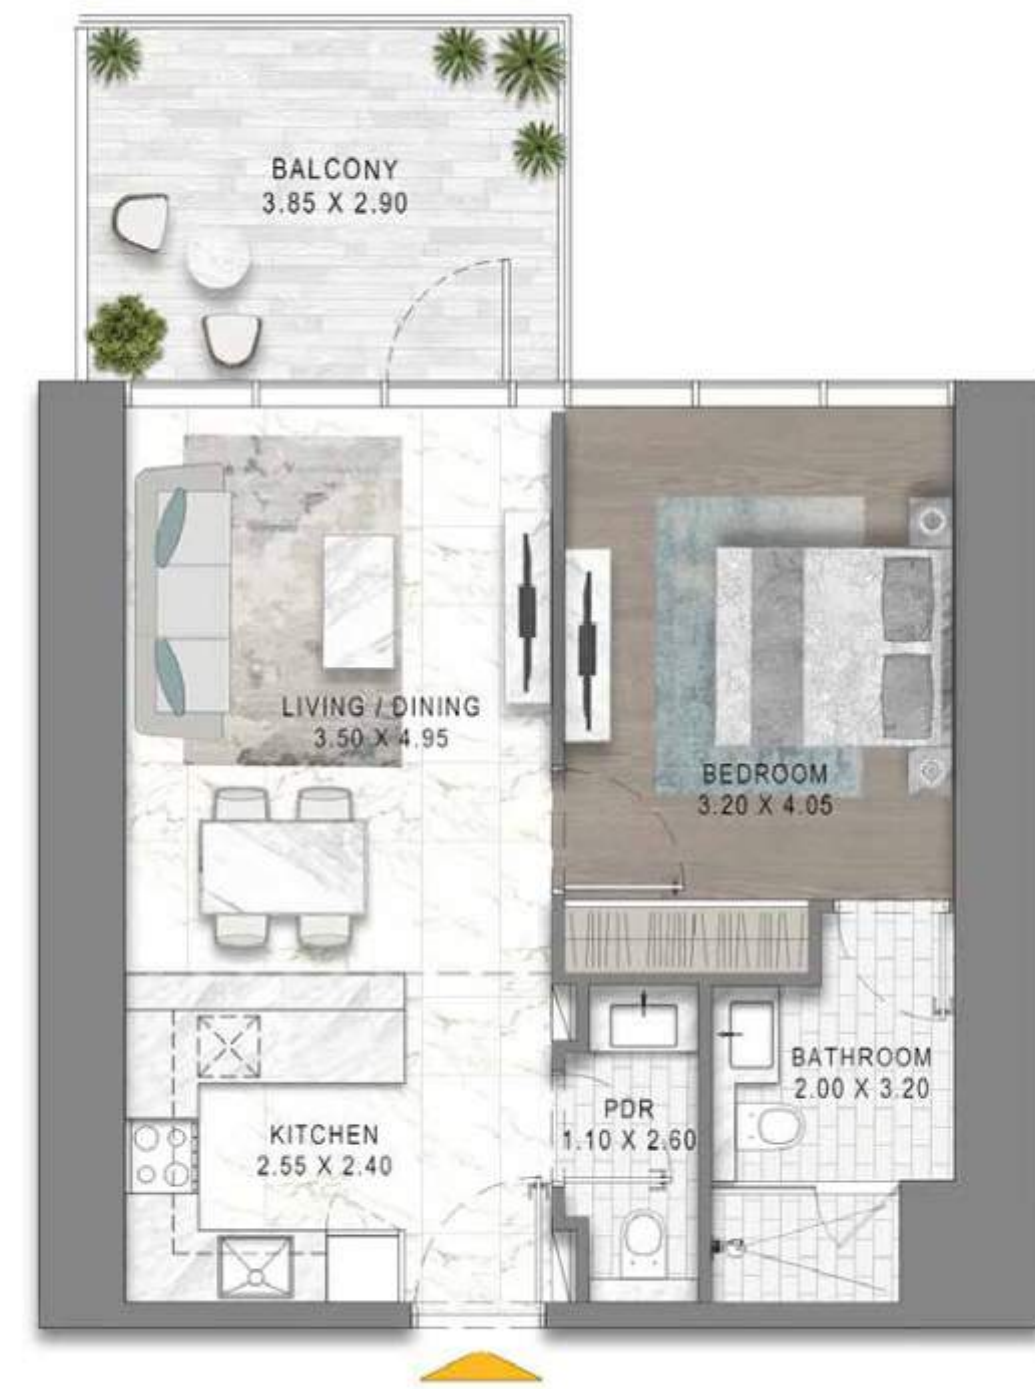 BALCONY
3.85 X 2.90
LIVING / DINING
3.50 X 4.95
BEDROOM
3.20 X 4.05
BATHROOM
2.00 X 3.20
PDR
1.10 X 2.60
KITCHEN
2.55 X 2.40